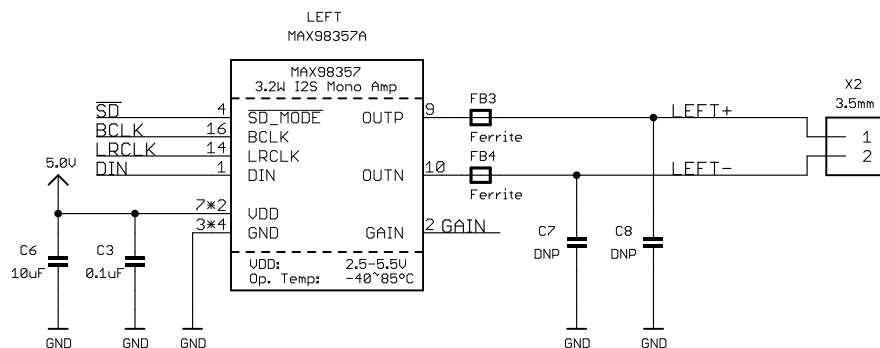 LEFT
MAX98357A
MAX98357
3.2W I2S Mono Amp
SD 4 SD_MODE OUTP 9 FB3 LEFT+ X2
3.5mm
BCLK 16 BCLK Ferrite 1
LRCLK 14 LRCLK FB4 2
DIN 1 DIN OUTN 10 LEFT-
Ferrite
5.0V
7*2 VDD
3*4 GND GAIN 2 GAIN
C6 10uF
C3 0.1uF
C7 DNP
C8 DNP
VDD: 2.5-5.5V
Op. Temp: -40~85°C
GND GND GND GND GND